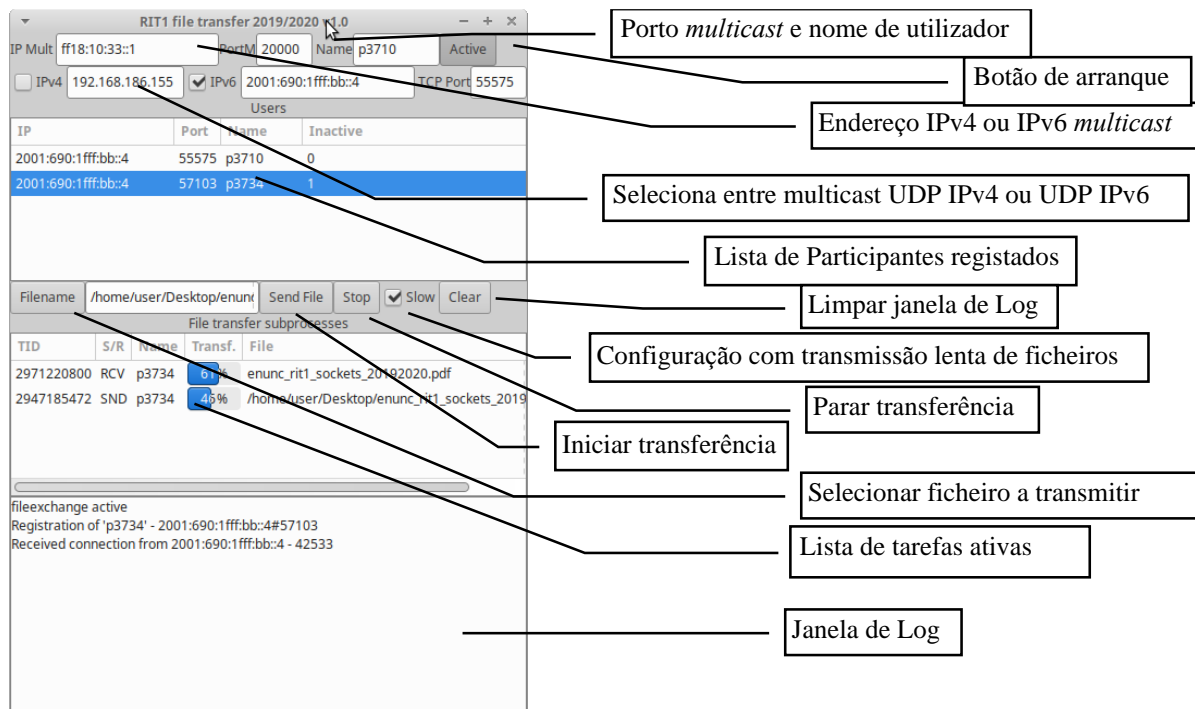 RIT1 file transfer 2019/2020 v1.0
IP Mult ff18:10:33::1 PortM 20000 Name p3710 Active
IPv4 192.168.186.155 IPv6 2001:690:1fff:bb::4 TCP Port 55575
Users
IP Port Name Inactive
2001:690:1fff:bb::4 55575 p3710 0
2001:690:1fff:bb::4 57103 p3734 1
Filename /home/user/Desktop/enunc Send File Stop Slow Clear
File transfer subprocesses
TID S/R Name Transf. File
2971220800 RCV p3734 61% enunc_rit1_sockets_20192020.pdf
2947185472 SND p3734 46% /home/user/Desktop/enunc_rit1_sockets_2019
fileexchange active
Registration of 'p3734' - 2001:690:1fff:bb::4#57103
Received connection from 2001:690:1fff:bb::4 - 42533
Porto multicast e nome de utilizador
Botão de arranque
Endereço IPv4 ou IPv6 multicast
Seleciona entre multicast UDP IPv4 ou UDP IPv6
Lista de Participantes registados
Limpar janela de Log
Configuração com transmissão lenta de ficheiros
Parar transferência
Iniciar transferência
Selecionar ficheiro a transmitir
Lista de tarefas ativas
Janela de Log